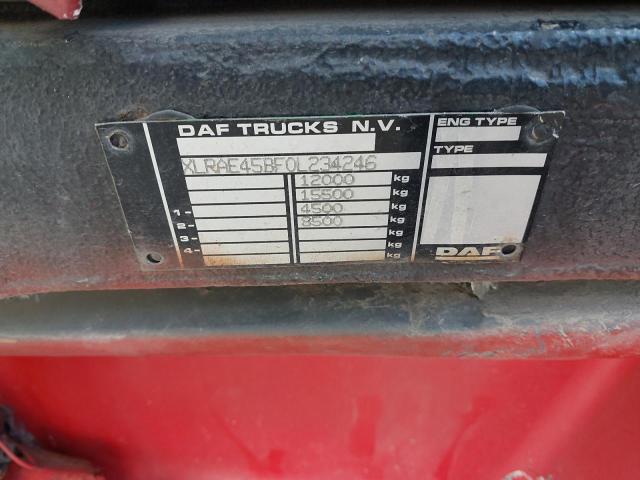 DAF TRUCKS N.V.
XLRAE45BF0L234246
12000 kg
15500 kg
1- 4500 kg
2- 8500 kg
3- kg
4- kg
ENG TYPE
TYPE
DAF